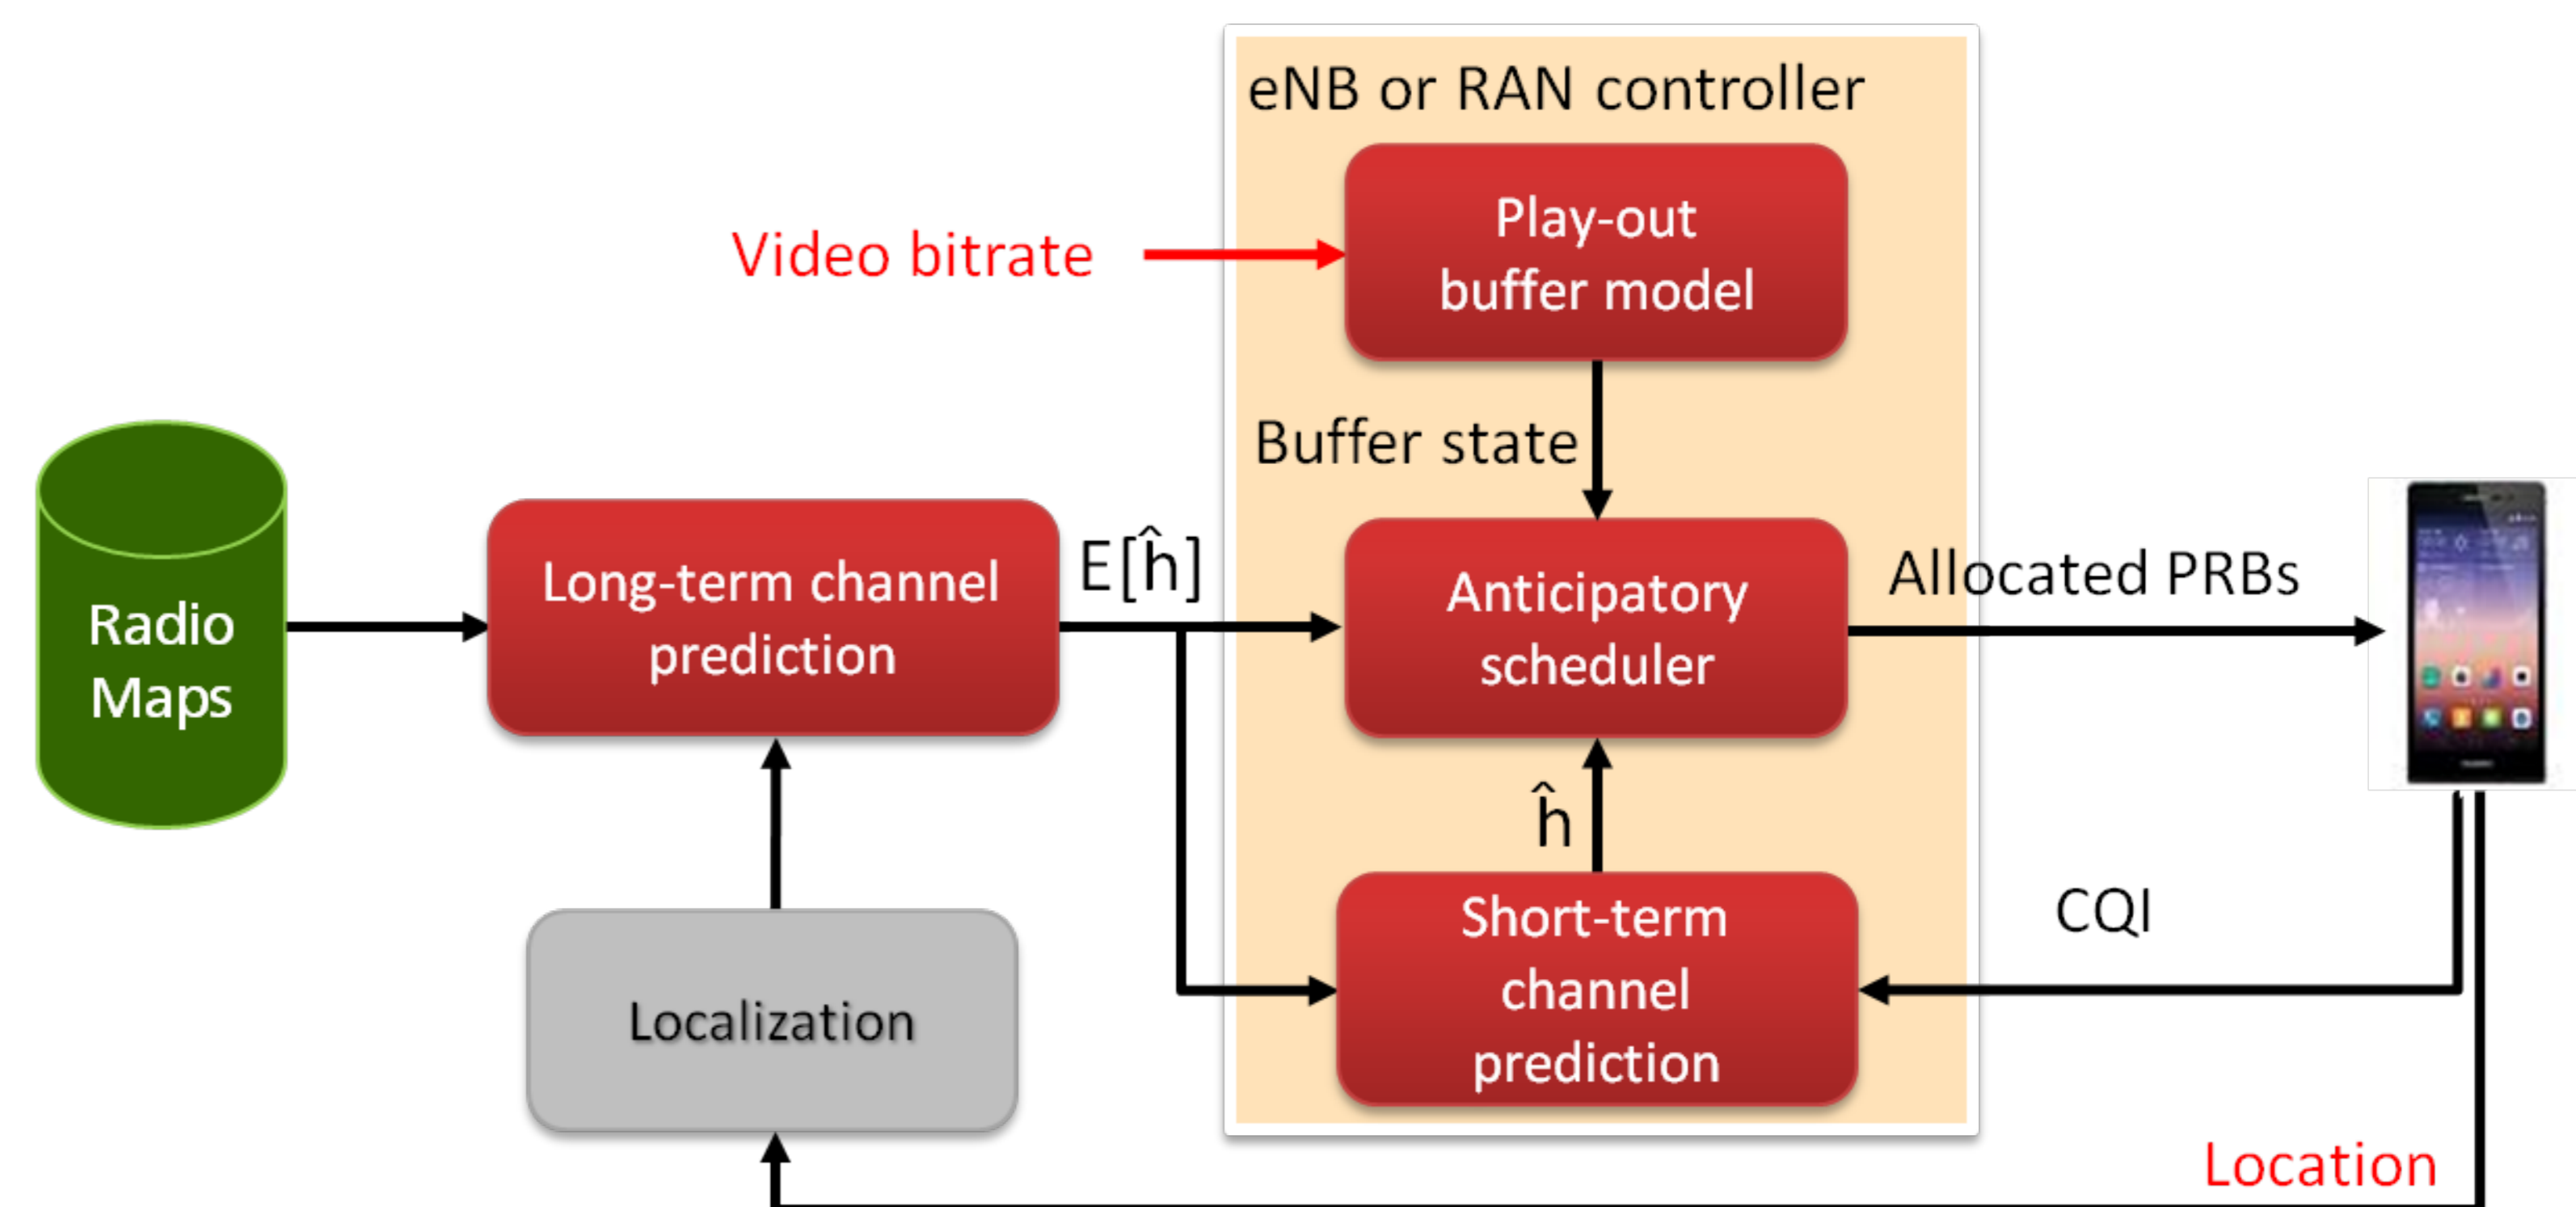 eNB or RAN controller
Play-out
buffer model
Video bitrate
Buffer state
Radio
Maps
Long-term channel
prediction
E[ĥ]
Anticipatory
scheduler
Allocated PRBs
ĥ
Short-term
channel
prediction
CQI
Localization
Location